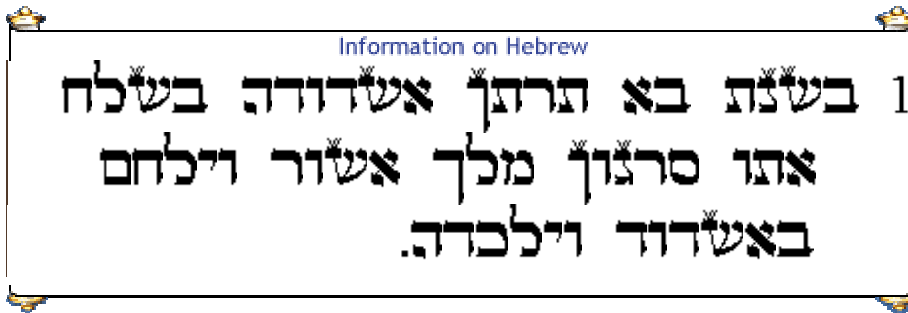 Information on Hebrew
1 בשנת בא תרתן אשדודה בשלח
אתו סרגון מלך אשור וילחם
באשדוד וילכדה.